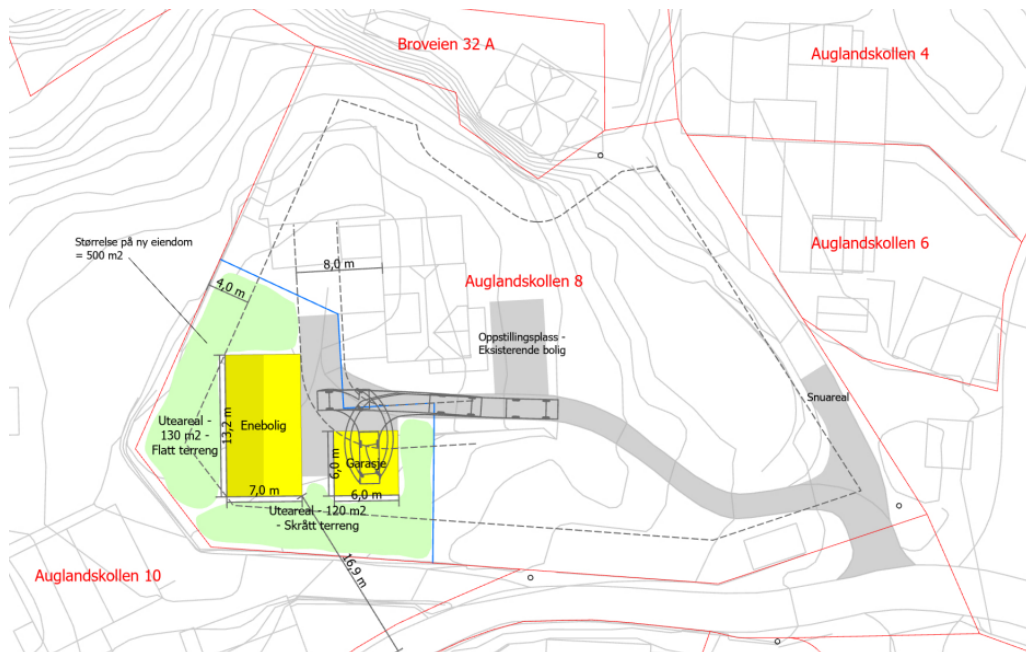 Broveien 32 A
Auglandskollen 4
Størrelse på ny eiendom
= 500 m2
Auglandskollen 6
8,0 m
Auglandskollen 8
4,0 m
Oppstillingsplass -
Eksisterende bolig
Snuareal
Uteareal -
130 m2 -
Flatt terreng
13,2 m
Enebolig
6,0 m
Garasje
7,0 m
6,0 m
Uteareal - 120 m2
- Skrått terreng
16,9 m
Auglandskollen 10